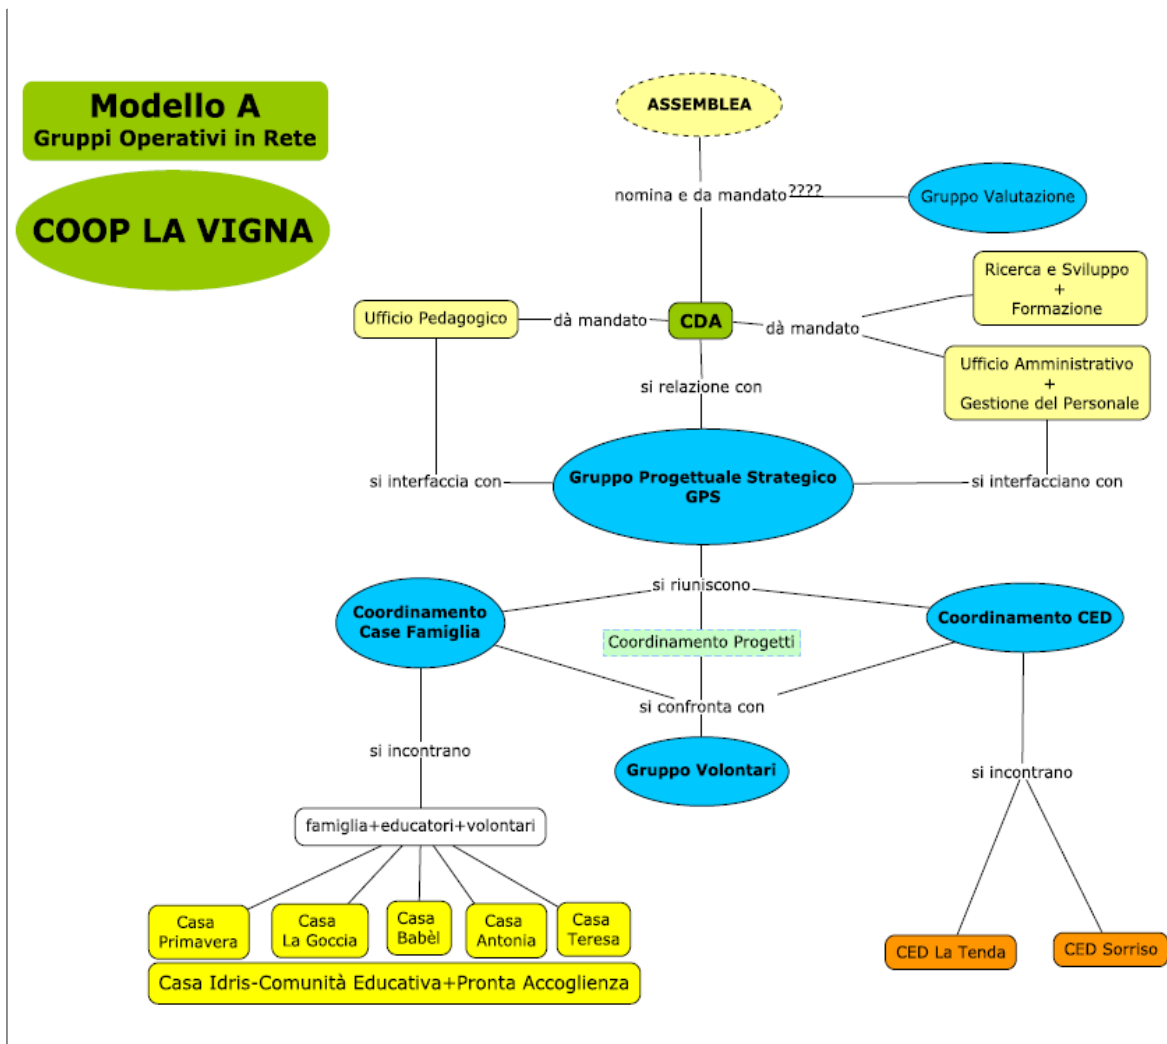 Modello A
Gruppi Operativi in Rete
COOP LA VIGNA
ASSEMBLEA
nomina e da mandato????
Gruppo Valutazione
Ricerca e Sviluppo
+
Formazione
Ufficio Pedagogico
dà mandato
CDA
dà mandato
Ufficio Amministrativo
+
Gestione del Personale
si relazione con
si interfaccia con
Gruppo Progettuale Strategico
GPS
si interfacciano con
si riuniscono
Coordinamento
Case Famiglia
Coordinamento Progetti
Coordinamento CED
si confronta con
si incontrano
Gruppo Volontari
si incontrano
famiglia+educatori+volontari
Casa
Primavera
Casa
La Goccia
Casa
Babèl
Casa
Antonia
Casa
Teresa
CED La Tenda
CED Sorriso
Casa Idris-Comunità Educativa+Pronta Accoglienza